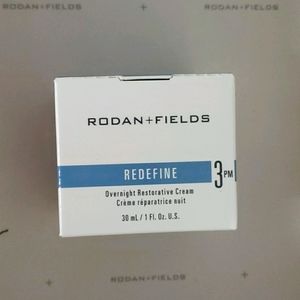 RODAN+FIELDS
RODAN+FIELDS
REDEFINE
3PM
Overnight Restorative Cream
Crème réparatrice nuit
30 mL / 1 Fl. Oz. U.S.
RODAN+FIELDS